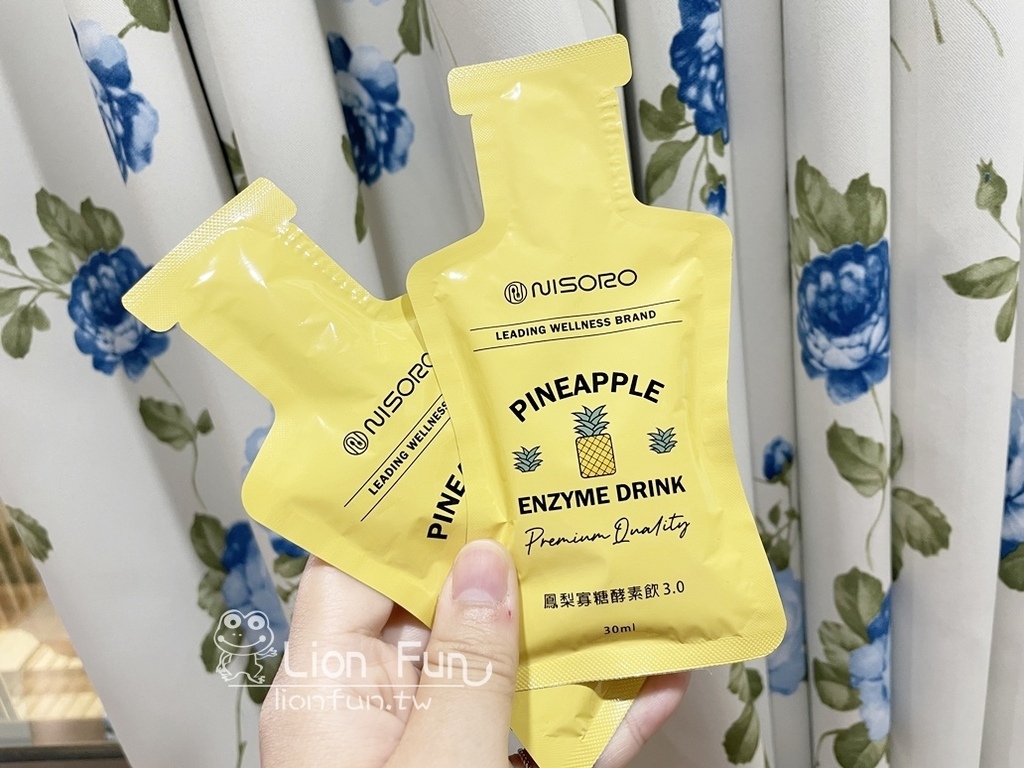 NISORO
LEADING WELLNESS BRAND
PINEAPPLE
ENZYME DRINK
Premium Quality
鳳梨寡糖酵素飲3.0
30ml
NISORO
LEADING WELLNESS
Lion Fun
lionfun.tw